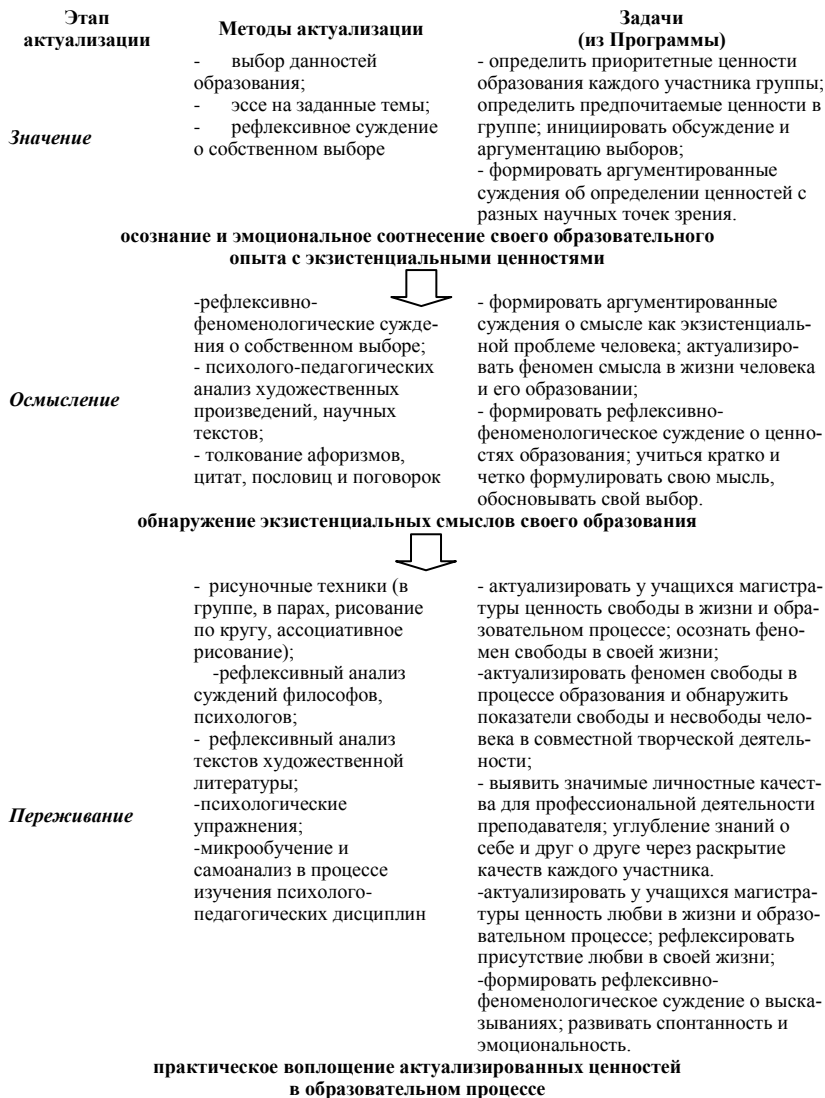 Этап
актуализации
Методы актуализации
Задачи
(из Программы)
Значение
- выбор данностей
образования;
- эссе на заданные темы;
- рефлексивное суждение
о собственном выборе
- определить приоритетные ценности
образования каждого участника группы;
определить предпочитаемые ценности в
группе; инициировать обсуждение и
аргументацию выборов;
- формировать аргументированные
суждения об определении ценностей с
разных научных точек зрения.
осознание и эмоциональное соотнесение своего образовательного
опыта с экзистенциальными ценностями
Осмысление
-рефлексивно-
феноменологические сужде-
ния о собственном выборе;
- психолого-педагогических
анализ художественных
произведений, научных
текстов;
- толкование афоризмов,
цитат, пословиц и поговорок
- формировать аргументированные
суждения о смысле как экзистенциаль-
ной проблеме человека; актуализиро-
вать феномен смысла в жизни человека
и его образовании;
- формировать рефлексивно-
феноменологическое суждение о ценно-
стях образования; учиться кратко и
четко формулировать свою мысль,
обосновывать свой выбор.
обнаружение экзистенциальных смыслов своего образования
Переживание
- рисуночные техники (в
группе, в парах, рисование
по кругу, ассоциативное
рисование);
-рефлексивный анализ
суждений философов,
психологов;
- рефлексивный анализ
текстов художественной
литературы;
-психологические
упражнения;
-микрообучение и
самоанализ в процессе
изучения психолого-
педагогических дисциплин
- актуализировать у учащихся магистра-
туры ценность свободы в жизни и обра-
зовательном процессе; осознать фено-
мен свободы в своей жизни;
-актуализировать феномен свободы в
процессе образования и обнаружить
показатели свободы и несвободы чело-
века в совместной творческой деятель-
ности;
- выявить значимые личностные качест-
ва для профессиональной деятельности
преподавателя; углубление знаний о
себе и друг о друге через раскрытие
качеств каждого участника.
-актуализировать у учащихся магистра-
туры ценность любви в жизни и образо-
вательном процессе; рефлексировать
присутствие любви в своей жизни;
-формировать рефлексивно-
феноменологическое суждение о выска-
зываниях; развивать спонтанность и
эмоциональность.
практическое воплощение актуализированных ценностей
в образовательном процессе